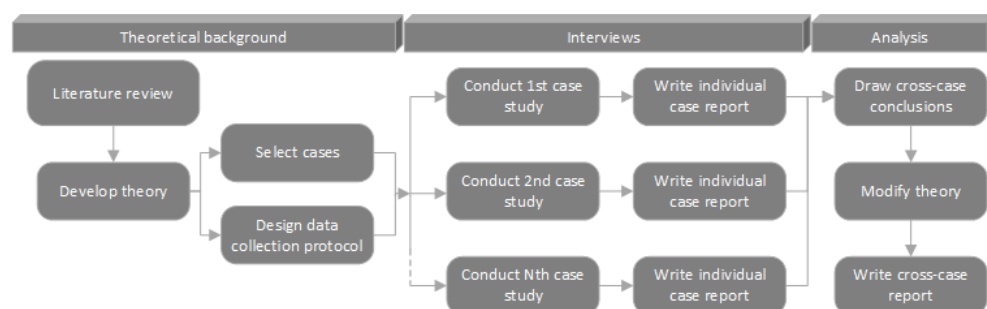 Theoretical background
Interviews
Analysis
Literature review
Develop theory
Select cases
Design data
collection protocol
Conduct 1st case
study
Write individual
case report
Conduct 2nd case
study
Write individual
case report
Conduct Nth case
study
Write individual
case report
Draw cross-case
conclusions
Modify theory
Write cross-case
report